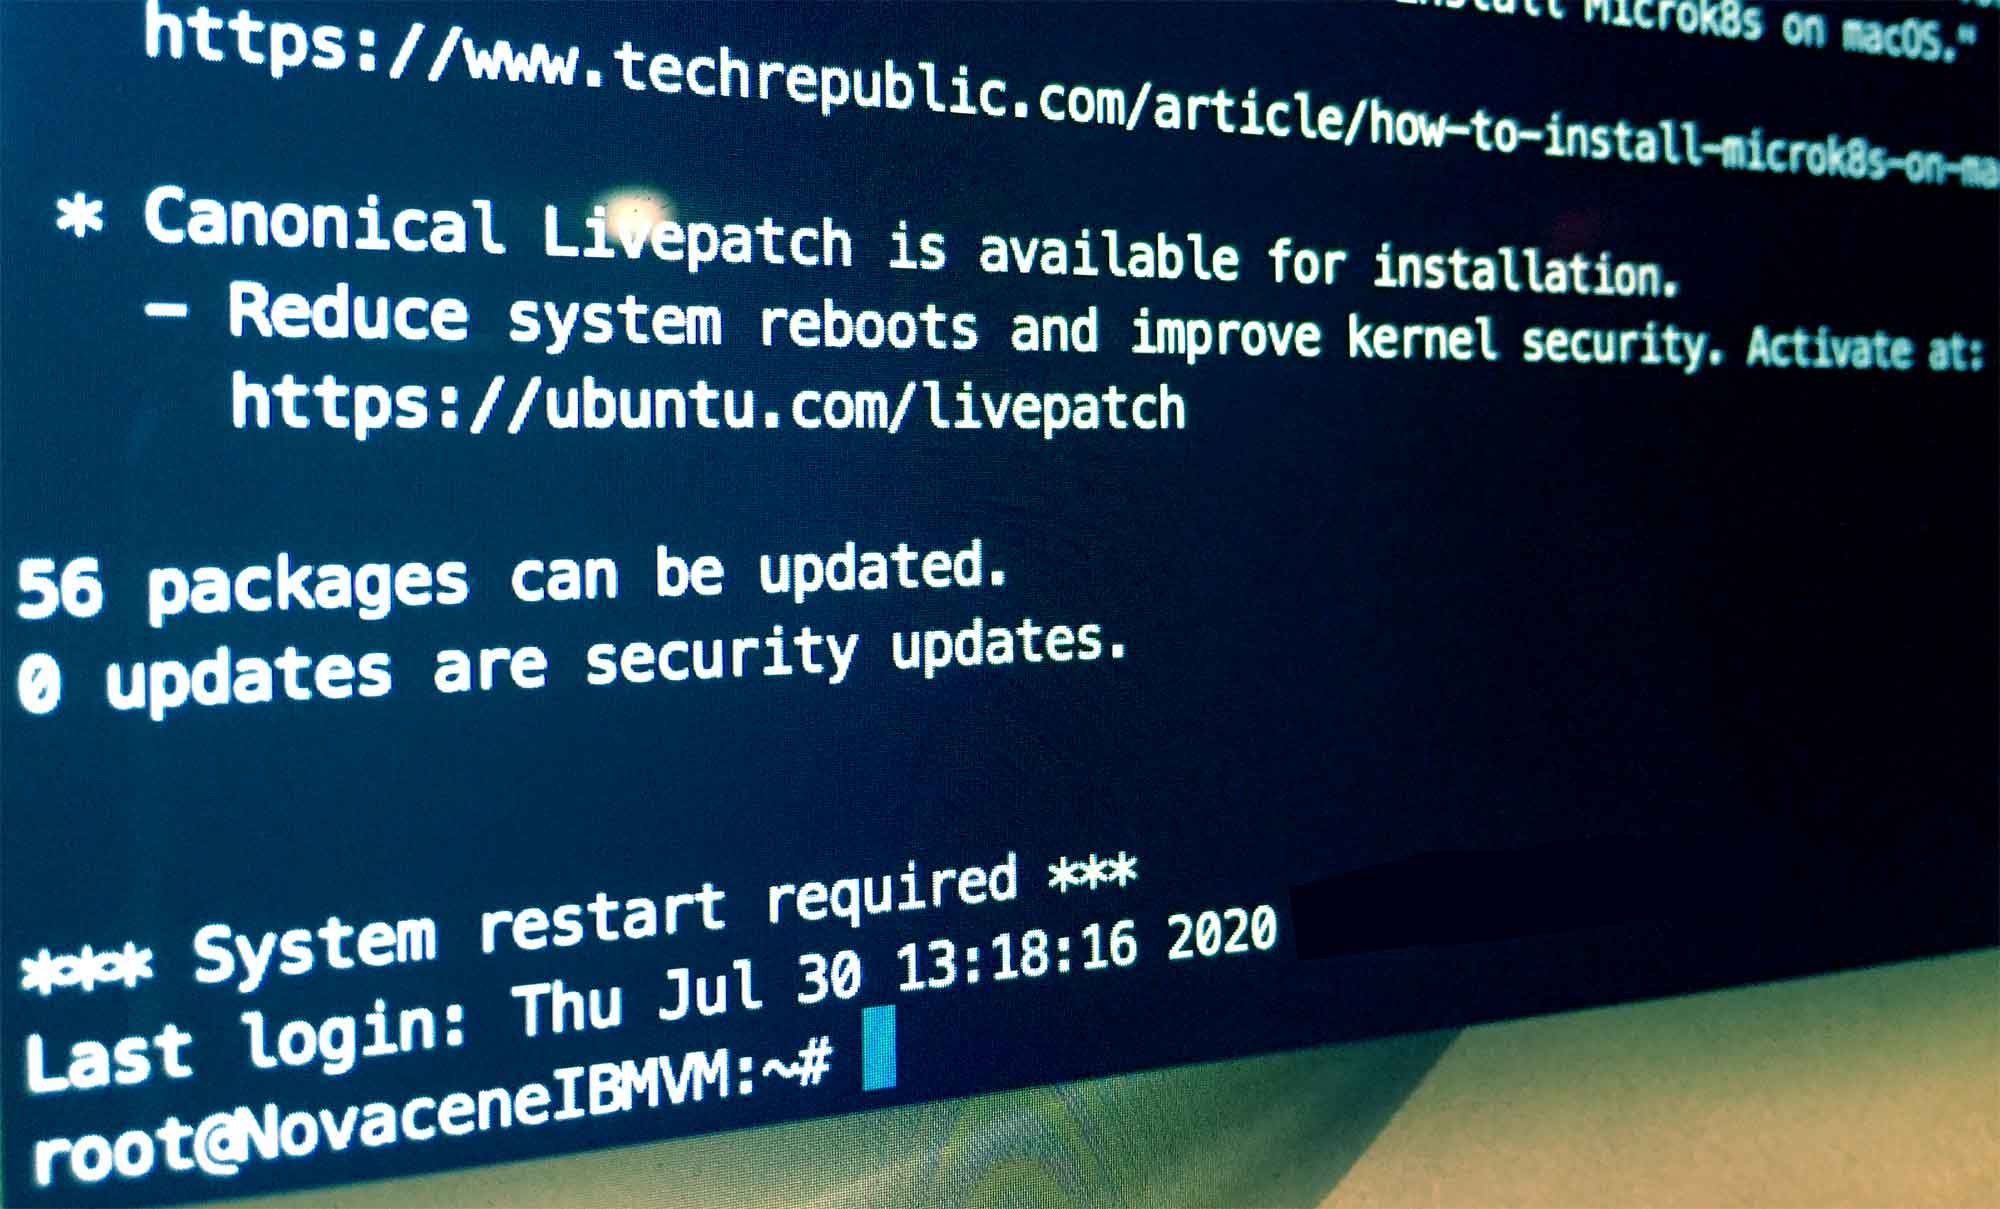 Microk8s on macOS."
https://www.techrepublic.com/article/how-to-install-microk8s-on-ma
* Canonical Livepatch is available for installation.
- Reduce system reboots and improve kernel security. Activate at:
https://ubuntu.com/livepatch
56 packages can be updated.
0 updates are security updates.
*** System restart required ***
Last login: Thu Jul 30 13:18:16 2020
root@NovaceneIBMVM:~#